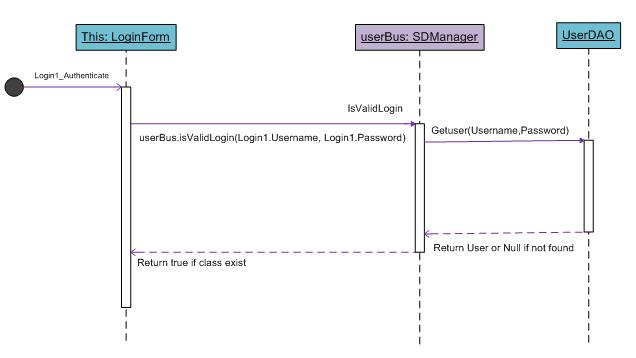 This: LoginForm
userBus: SDManager
UserDAO
Login1_Authenticate
IsValidLogin
userBus.isValidLogin(Login1.Username, Login1.Password)
Getuser(Username,Password)
Return User or Null if not found
Return true if class exist